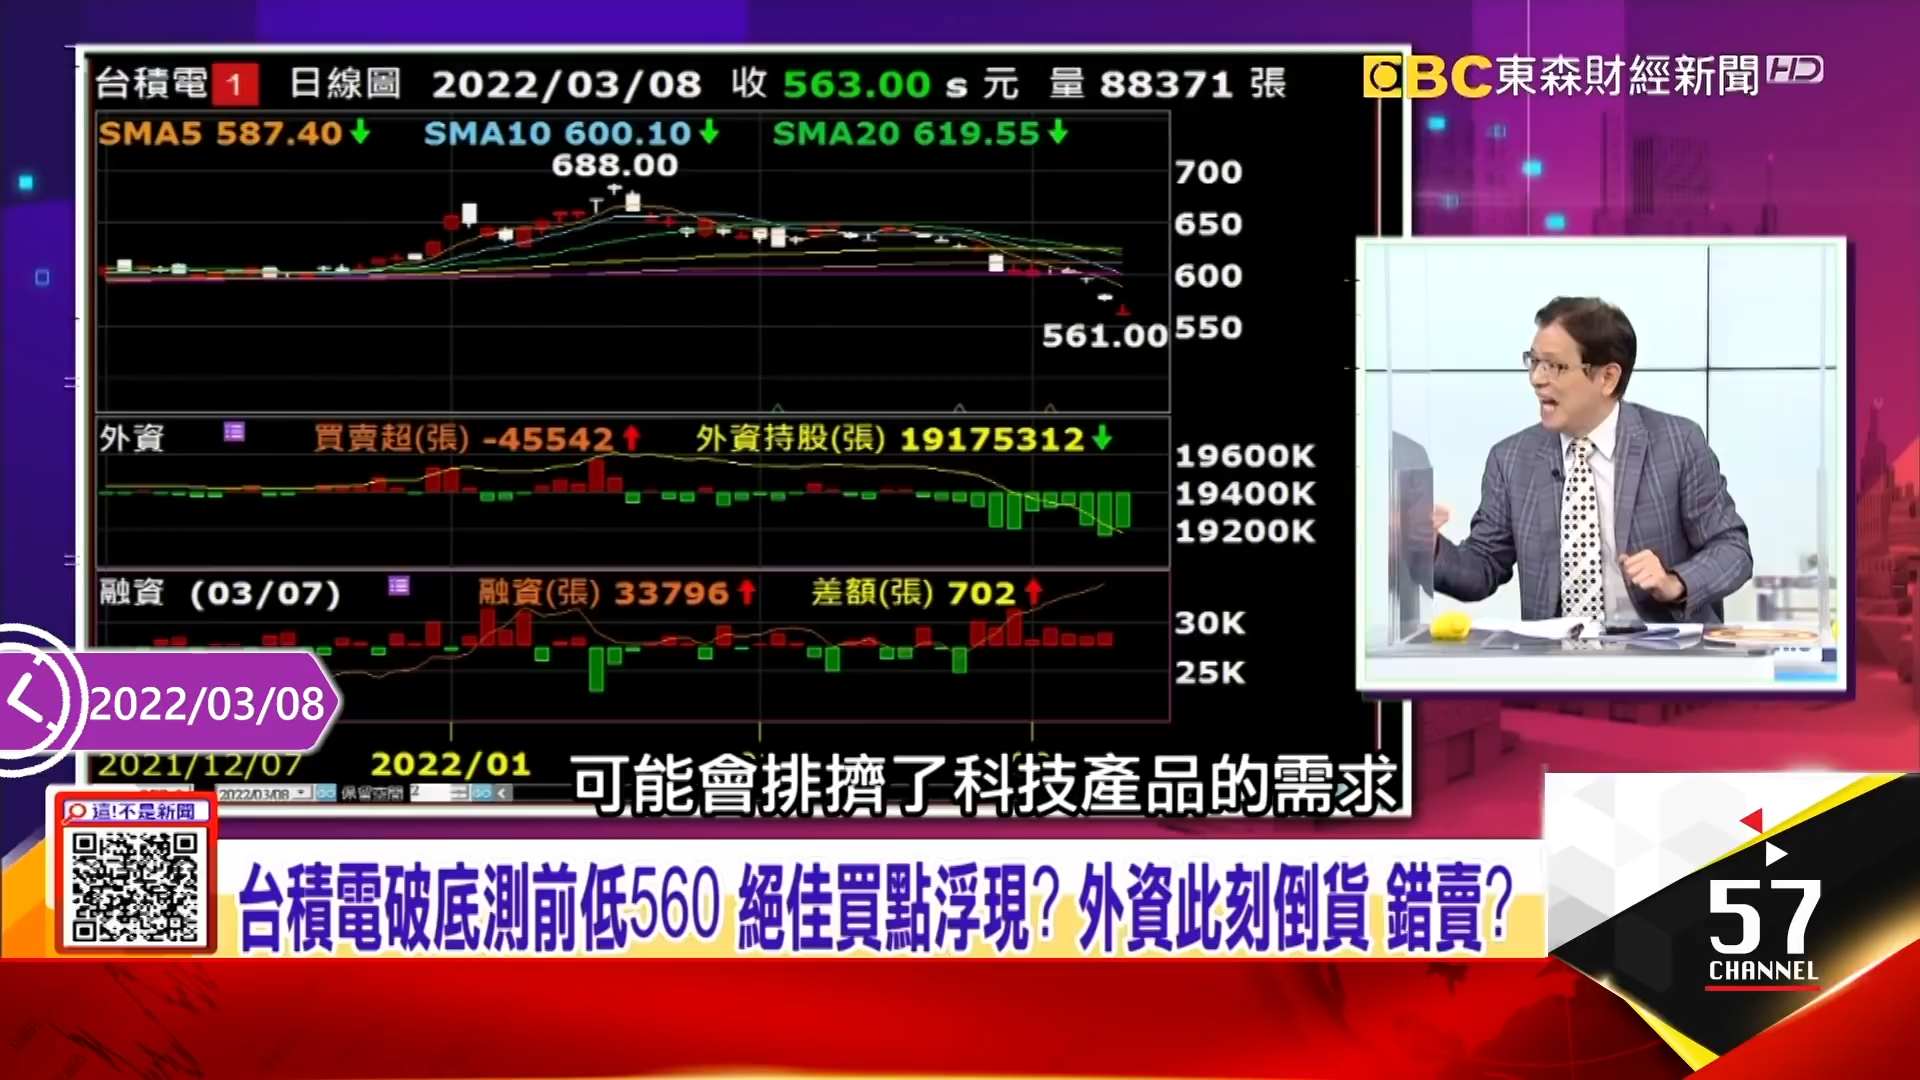 台積電 1 日線圖 2022/03/08 收 563.00 s 元 量 88371 張
EBC東森財經新聞HD
SMA5 587.40↓ SMA10 600.10↓ SMA20 619.55↓
688.00
700
650
600
550
561.00
外資 買賣超(張) -45542↑ 外資持股(張) 19175312↓
19600K
19400K
19200K
融資 (03/07) 融資(張) 33796↑ 差額(張) 702↑
30K
25K
2022/03/08
2021/12/07 2022/01
可能會排擠了科技產品的需求
2022/03/08
這!不是新聞
台積電破底測前低560 絕佳買點浮現? 外資此刻倒貨 錯賣?
57
CHANNEL